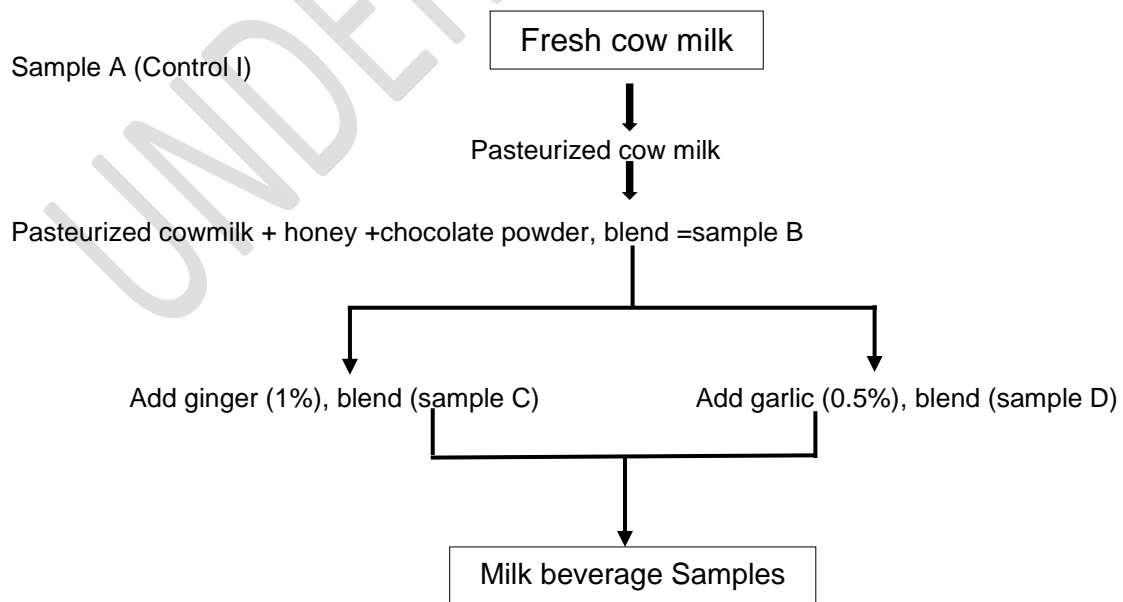 Fresh cow milk
Sample A (Control I)
Pasteurized cow milk
Pasteurized cowmilk + honey +chocolate powder, blend =sample B
Add ginger (1%), blend (sample C)
Add garlic (0.5%), blend (sample D)
Milk beverage Samples
UNDE